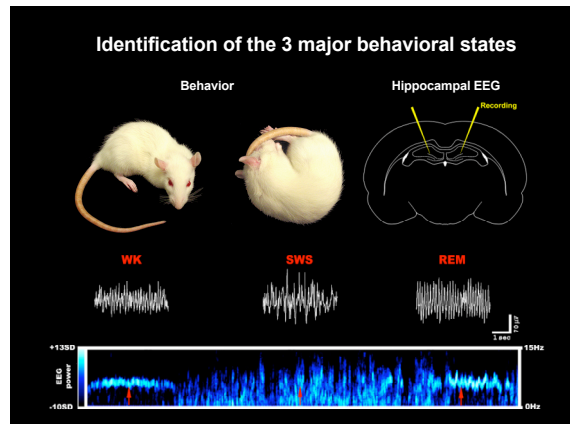 Identification of the 3 major behavioral states
Behavior
Hippocampal EEG
Recording
WK
SWS
REM
1 sec
+13SD
15Hz
EEG
power
-10SD
0Hz